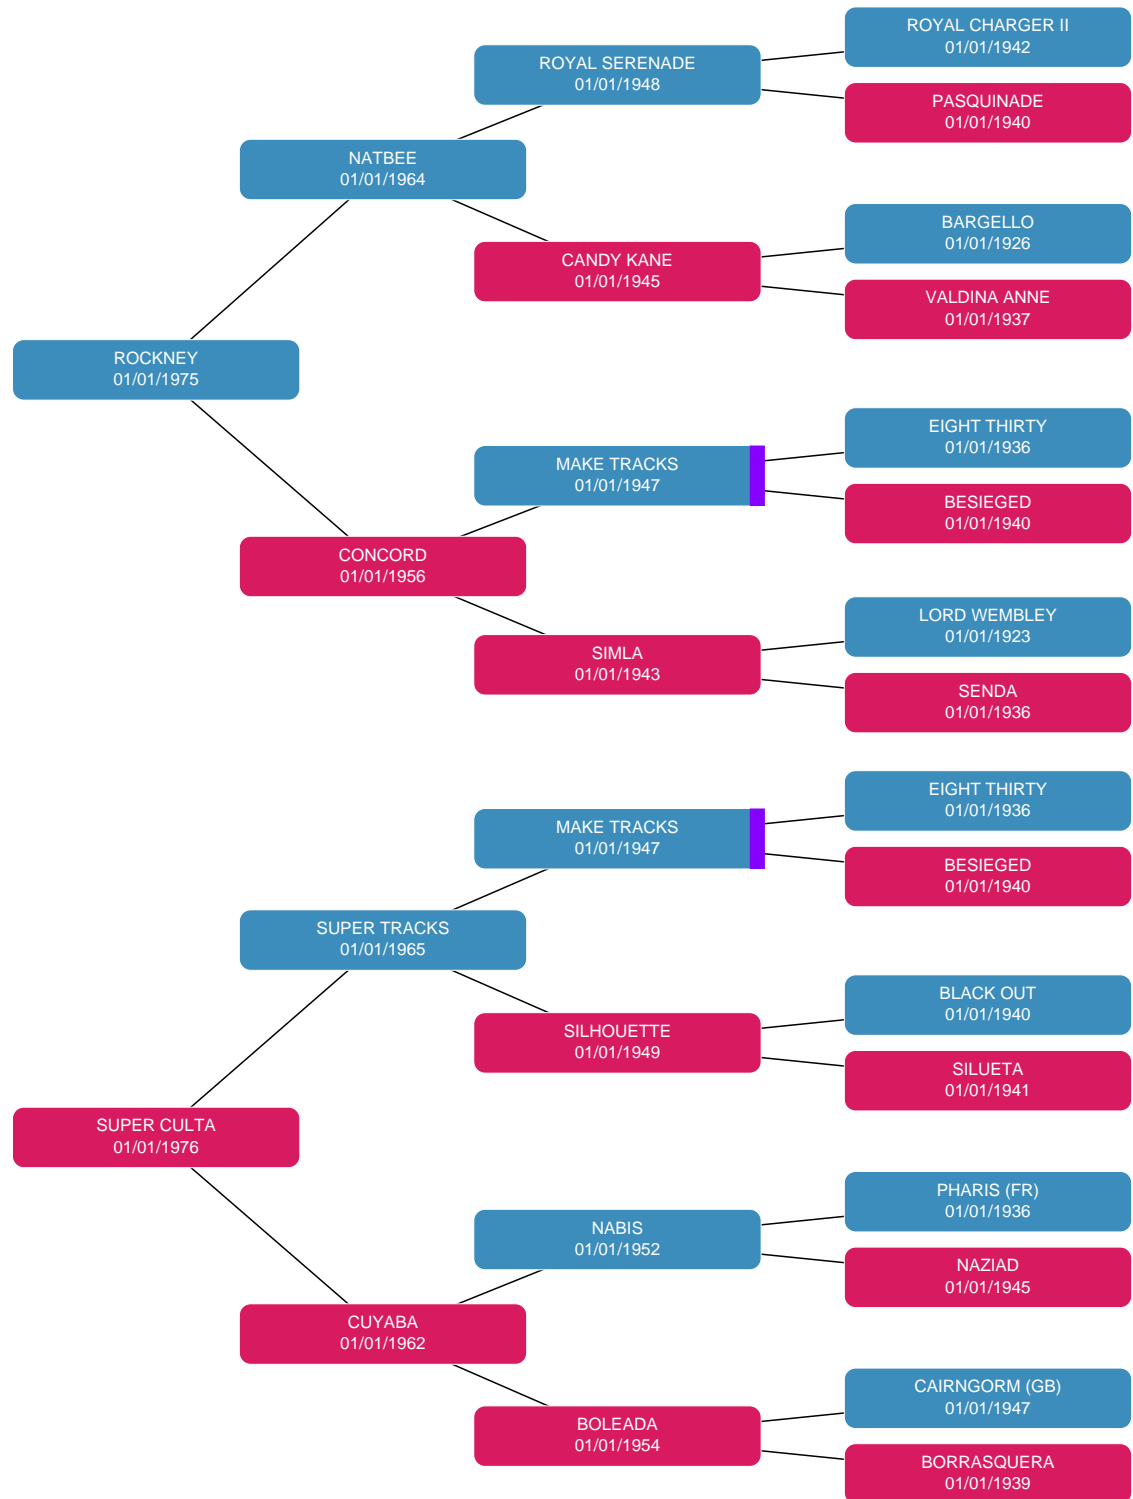 ROYAL CHARGER II
01/01/1942
ROYAL SERENADE
01/01/1948
PASQUINADE
01/01/1940
NATBEE
01/01/1964
BARGELLO
01/01/1926
CANDY KANE
01/01/1945
VALDINA ANNE
01/01/1937
ROCKNEY
01/01/1975
EIGHT THIRTY
01/01/1936
MAKE TRACKS
01/01/1947
BESIEGED
01/01/1940
CONCORD
01/01/1956
LORD WEMBLEY
01/01/1923
SIMLA
01/01/1943
SENDA
01/01/1936
EIGHT THIRTY
01/01/1936
MAKE TRACKS
01/01/1947
BESIEGED
01/01/1940
SUPER TRACKS
01/01/1965
BLACK OUT
01/01/1940
SILHOUETTE
01/01/1949
SILUETA
01/01/1941
SUPER CULTA
01/01/1976
PHARIS (FR)
01/01/1936
NABIS
01/01/1952
NAZIAD
01/01/1945
CUYABA
01/01/1962
CAIRNGORM (GB)
01/01/1947
BOLEADA
01/01/1954
BORRASQUERA
01/01/1939